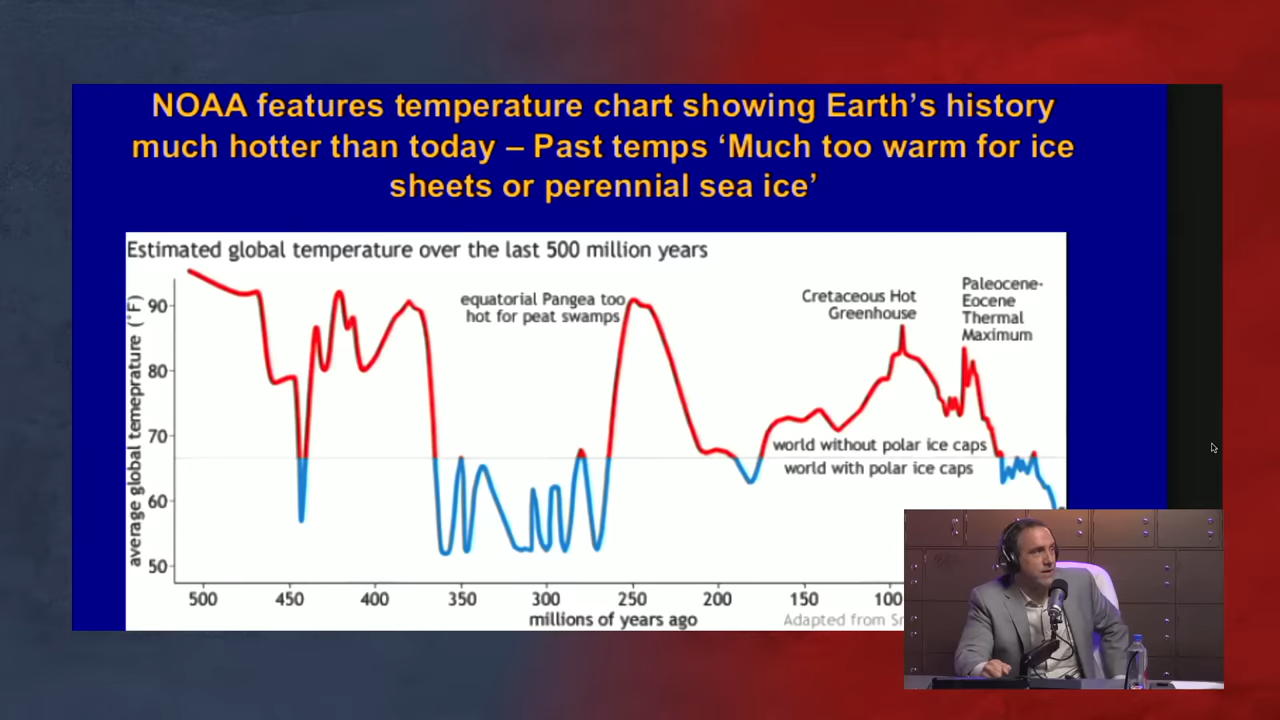 NOAA features temperature chart showing Earth's history
much hotter than today – Past temps 'Much too warm for ice
sheets or perennial sea ice'
Estimated global temperature over the last 500 million years
average global temeprature (°F)
90
80
70
60
50
equatorial Pangea too
hot for peat swamps
Cretaceous Hot
Greenhouse
Paleocene-
Eocene
Thermal
Maximum
world without polar ice caps
world with polar ice caps
500 450 400 350 300 250 200 150 100
millions of years ago
Adapted from